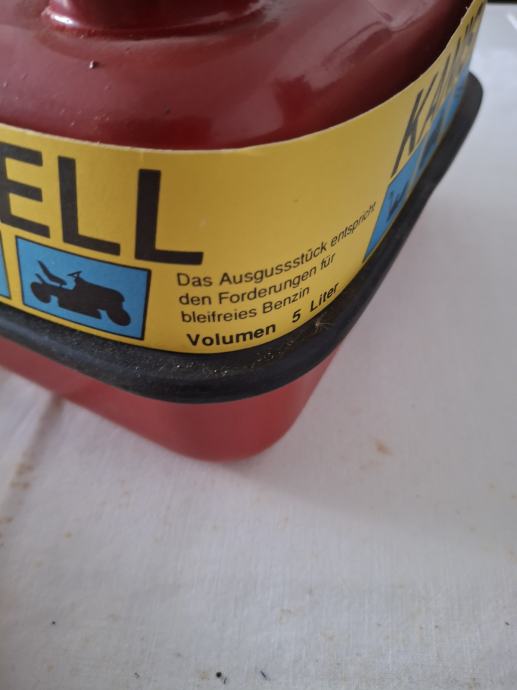 ELL
Das Ausgussstück entspricht
den Forderungen für
bleifreies Benzin
Volumen 5 Liter